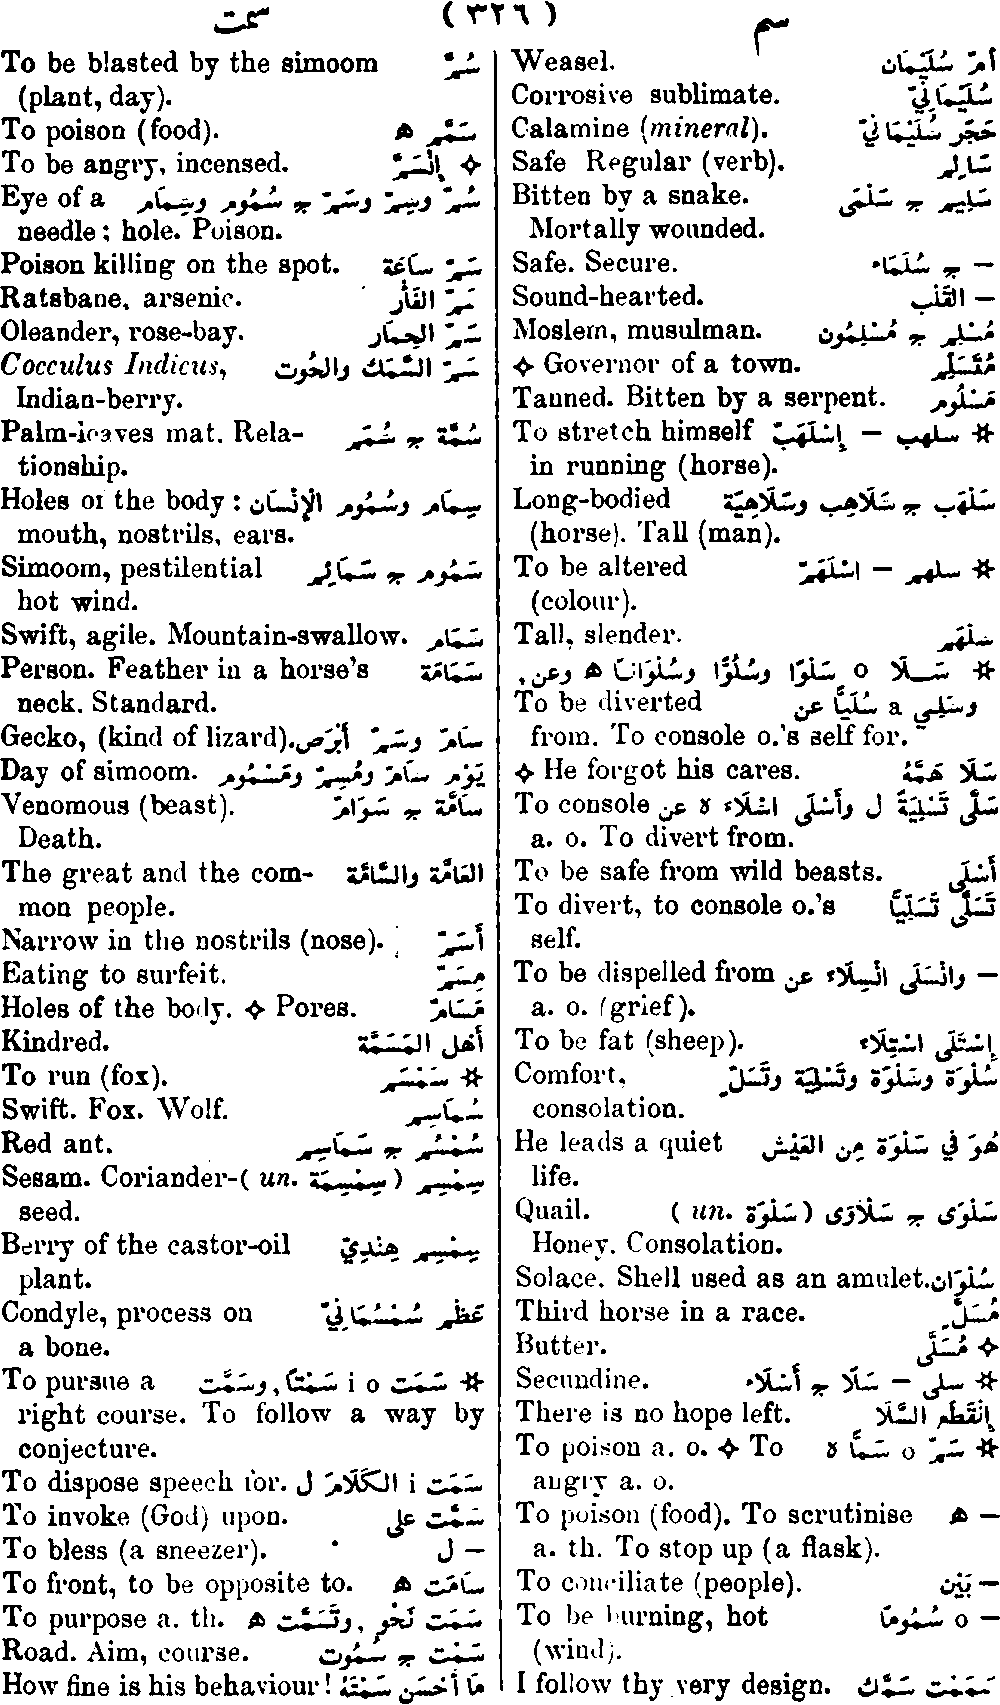 سم ( ٣٢٦ ) سمت
Weasel. أمّ سُلَيْمَان
Corrosive sublimate. سُلَيْمَانِيّ
Calamine (mineral). حَجَر سُلَيْمَانِيّ
Safe Regular (verb). سَالِم
Bitten by a snake. سَلِيم ج سَلْمَى
Mortally wounded.
Safe. Secure. — ج سُلَمَاء
Sound-hearted. — القَلْب
Moslem, musulman. مُسْلِم ج مُسْلِمُون
✧ Governor of a town. مُتَسَلِّم
Tanned. Bitten by a serpent. مَسْلُوم
To stretch himself ✲ سلهب — إِسْلَهَبَّ
in running (horse).
Long-bodied سَلْهَب ج سَلَاهِب وسَلَاهِبَة
(horse). Tall (man).
To be altered ✲ سلهم — اسْلَهَمَّ
(colour).
Tall, slender. سَلْهَم
✲ سَلَا o سَلْوًا وسُلُوًّا وسُلْوَانًا ه وعن,
To be diverted وسَلِي a سُلِيًّا عن
from. To console o.'s self for.
✧ He forgot his cares. سَلَا هَمَّهُ
To console سَلَّى تَسْلِيَةً ل وأَسْلَى اسْلَاء ه عن
a. o. To divert from.
To be safe from wild beasts. أَسْلَى
To divert, to console o.'s تَسَلَّى تَسَلِّيًا
self.
To be dispelled from — وانْسَلَى انْسِلَاء عن
a. o. (grief).
To be fat (sheep). إِسْتَلَى اسْتِلَاء
Comfort, سُلْوَة وسَلْوَة وتَسْلِيَة وتَسَلٍّ
consolation.
He leads a quiet هُوَ في سَلْوَة مِن العَيْش
life.
Quail. سَلْوَى ج سَلَاوَى ( un. سَلْوَة )
Honey. Consolation.
Solace. Shell used as an amulet. سُلْوَان
Third horse in a race. مُسَلٍّ
Butter. ✧ مُسَلَّى
Secundine. ✲ سلى — سَلًا ج أَسْلَاء
There is no hope left. إِنْقَطَع السَّلَا
To poison a. o. ✧ To ✲ سَمَّ o سَمًّا ه
angry a. o.
To poison (food). To scrutinise — ه
a. th. To stop up (a flask).
To conciliate (people). — بَيْن
To be burning, hot — o سُمُومًا
(wind).
I follow thy very design. سَمَمْت سَمَّك
To be blasted by the simoom سُمَّ
(plant, day).
To poison (food). سَمَّم ه
To be angry, incensed. ✧ إِنْسَمَّ
Eye of a سُمّ وسِمّ وسَمّ ج سُمُوم وسِمَام
needle; hole. Poison.
Poison killing on the spot. سَمّ سَاعَة
Ratsbane, arsenic. سَمّ الفَأْر
Oleander, rose-bay. سَمّ الحِمَار
Cocculus Indicus, سَمّ السَّمَك والحُوت
Indian-berry.
Palm-leaves mat. Rela- سُمَّة ج سُمَم
tionship.
Holes of the body: سِمَام وسُمُوم الإِنْسَان
mouth, nostrils, ears.
Simoom, pestilential سَمُوم ج سَمَائِم
hot wind.
Swift, agile. Mountain-swallow. سَمَام
Person. Feather in a horse's سَمَامَة
neck. Standard.
Gecko, (kind of lizard). سَامّ وسَمّ أَبْرَص
Day of simoom. يَوْم سَامّ ومُسِمّ ومَسْمُوم
Venomous (beast). سَامَّة ج سَوَامّ
Death.
The great and the com- العَامَّة والسَّامَّة
mon people.
Narrow in the nostrils (nose). أَسَمّ
Eating to surfeit. مِسَمّ
Holes of the body. ✧ Pores. مَسَامّ
Kindred. أَهْل المَسَمَّة
To run (fox). ✲ سَمْسَم
Swift. Fox. Wolf. سُمَاسِم
Red ant. سُمْسُم ج سَمَاسِم
Sesam. Coriander- سِمْسِم ( un. سِمْسِمَة )
seed.
Berry of the castor-oil سِمْسِم هِنْدِيّ
plant.
Condyle, process on عَظْم سُمْسُمَانِيّ
a bone.
To pursue a ✲ سَمَت i o سَمْتًا, وسَمَّت
right course. To follow a way by
conjecture.
To dispose speech for. سَمَت i الكَلَامَ ل
To invoke (God) upon. سَمَّت على
To bless (a sneezer). — ل
To front, to be opposite to. سَامَت ه
To purpose a. th. سَمَت نَحْو, وتَسَمَّت ه
Road. Aim, course. سَمْت ج سُمُوت
How fine is his behaviour! مَا أَحْسَن سَمْتَهُ